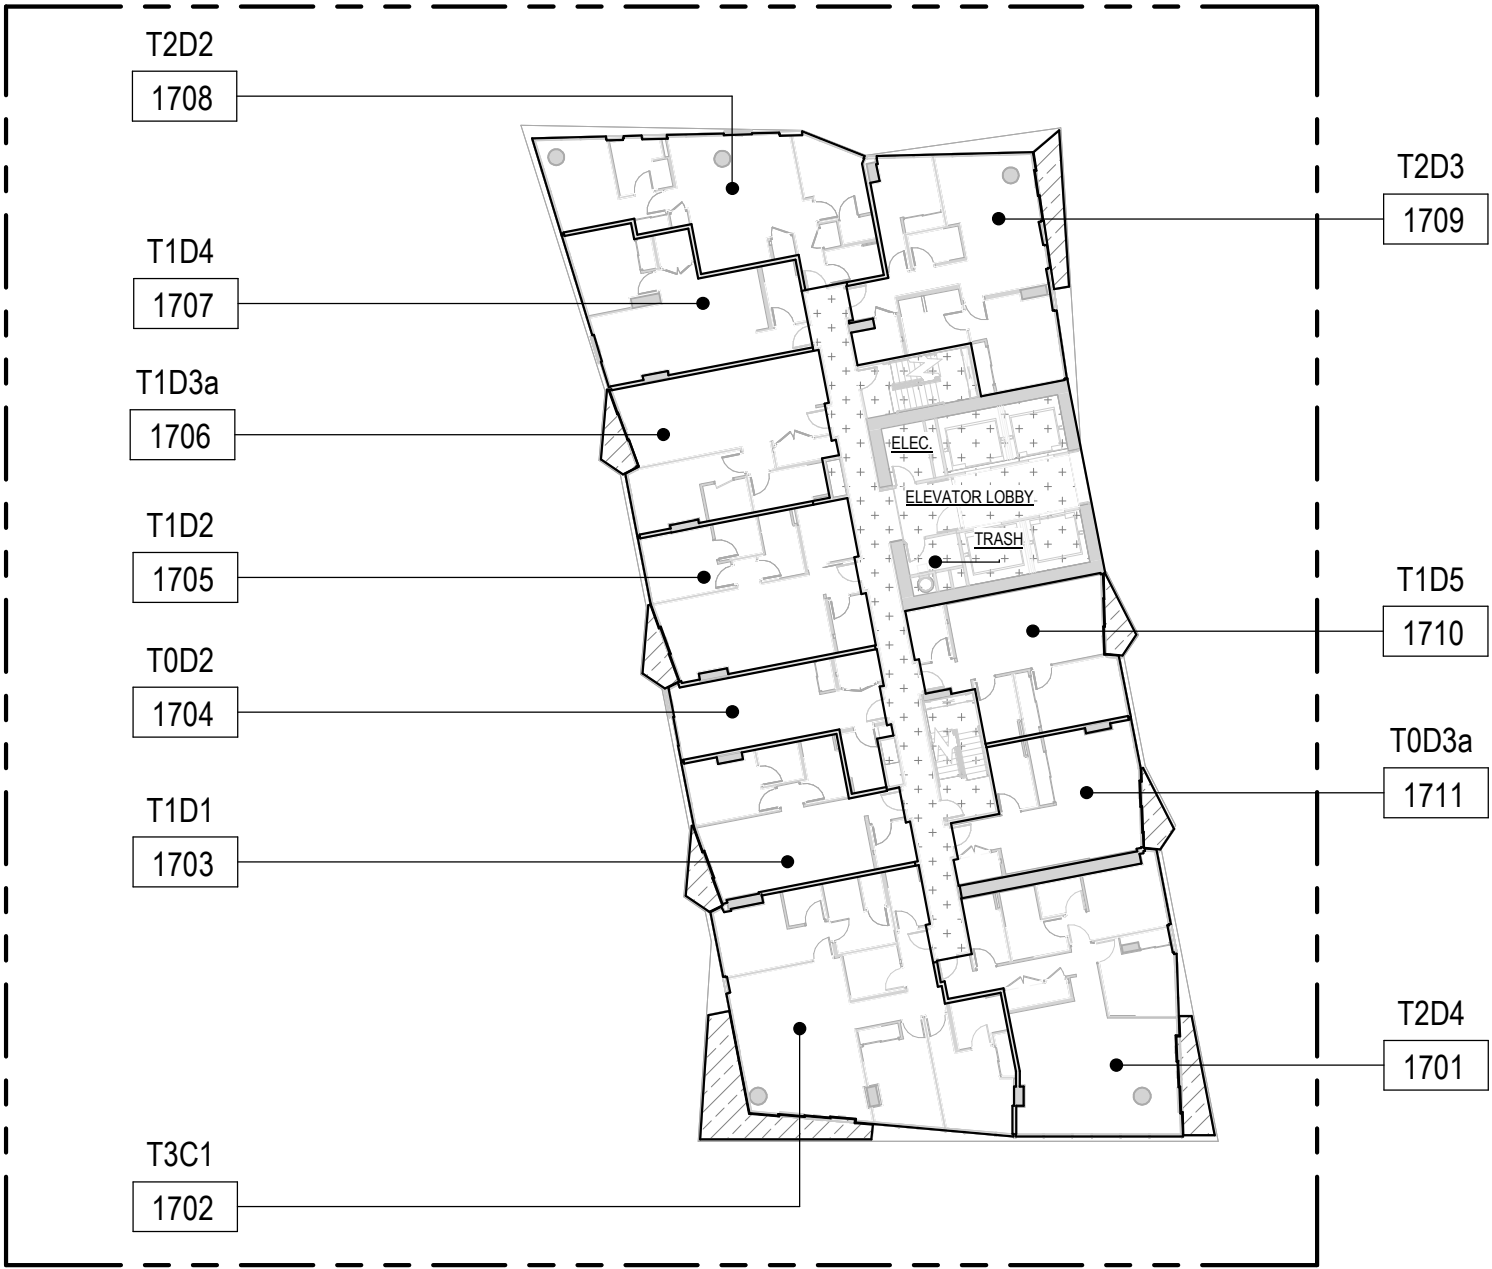 T2D2
1708
T2D3
1709
T1D4
1707
T1D3a
1706
ELEC.
ELEVATOR LOBBY
TRASH
T1D2
1705
T1D5
1710
T0D2
1704
T0D3a
1711
T1D1
1703
T2D4
1701
T3C1
1702